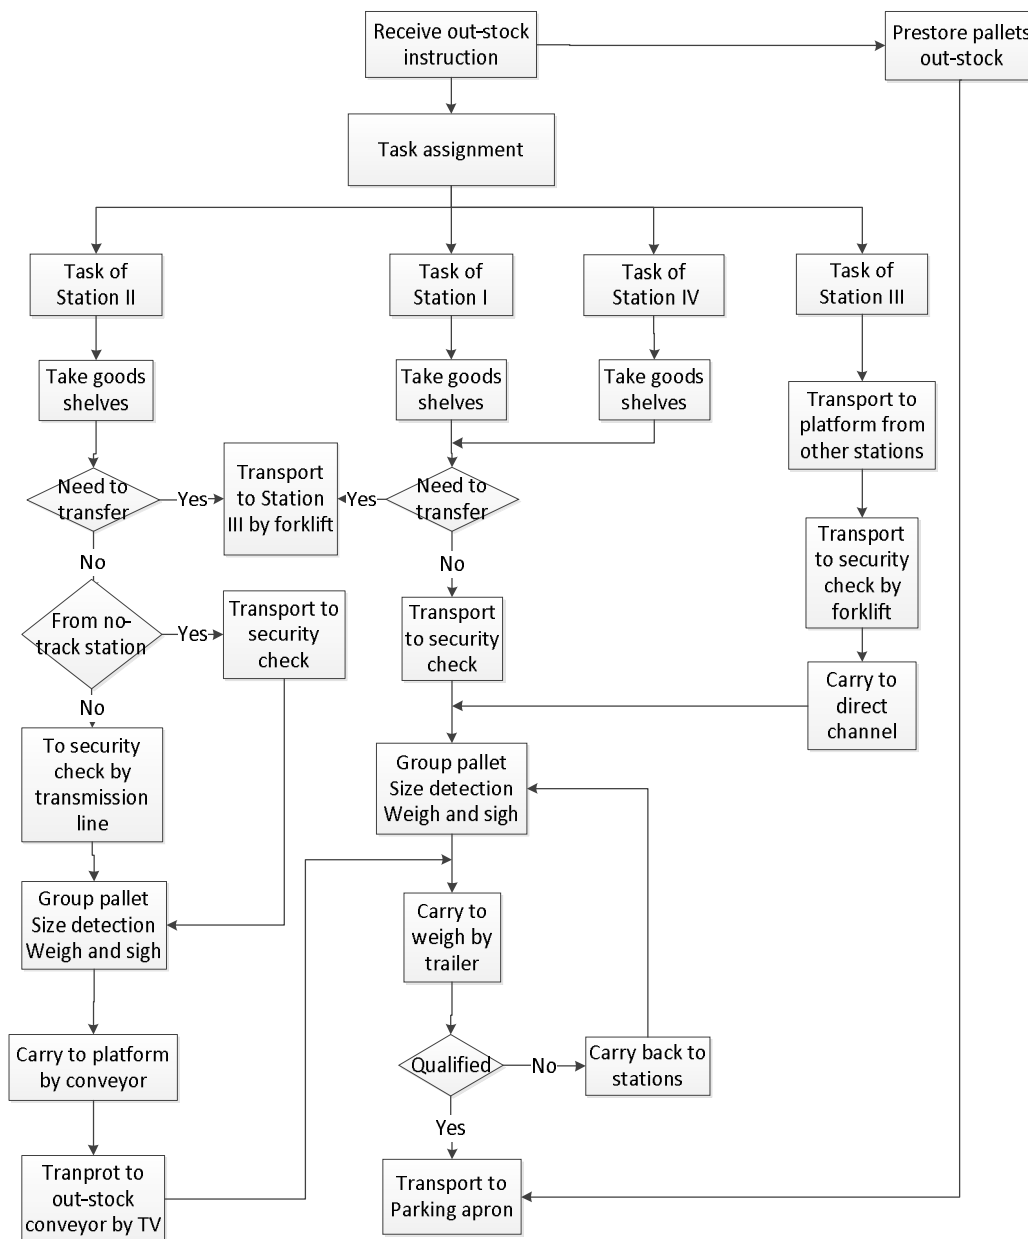 Receive out-stock
instruction
Prestore pallets
out-stock
Task assignment
Task of
Station II
Task of
Station I
Task of
Station IV
Task of
Station III
Take goods
shelves
Take goods
shelves
Take goods
shelves
Transport to
platform from
other stations
Need to
transfer
Yes
Transport
to Station
III by forklift
Yes
Need to
transfer
No
No
Transport
to security
check by
forklift
From no-
track station
Yes
Transport to
security
check
Transport
to security
check
No
Carry to
direct
channel
To security
check by
transmission
line
Group pallet
Size detection
Weigh and sigh
Group pallet
Size detection
Weigh and sigh
Carry to
weigh by
trailer
Carry to platform
by conveyor
Qualified
No
Carry back to
stations
Yes
Tranprot to
out-stock
conveyor by TV
Transport to
Parking apron